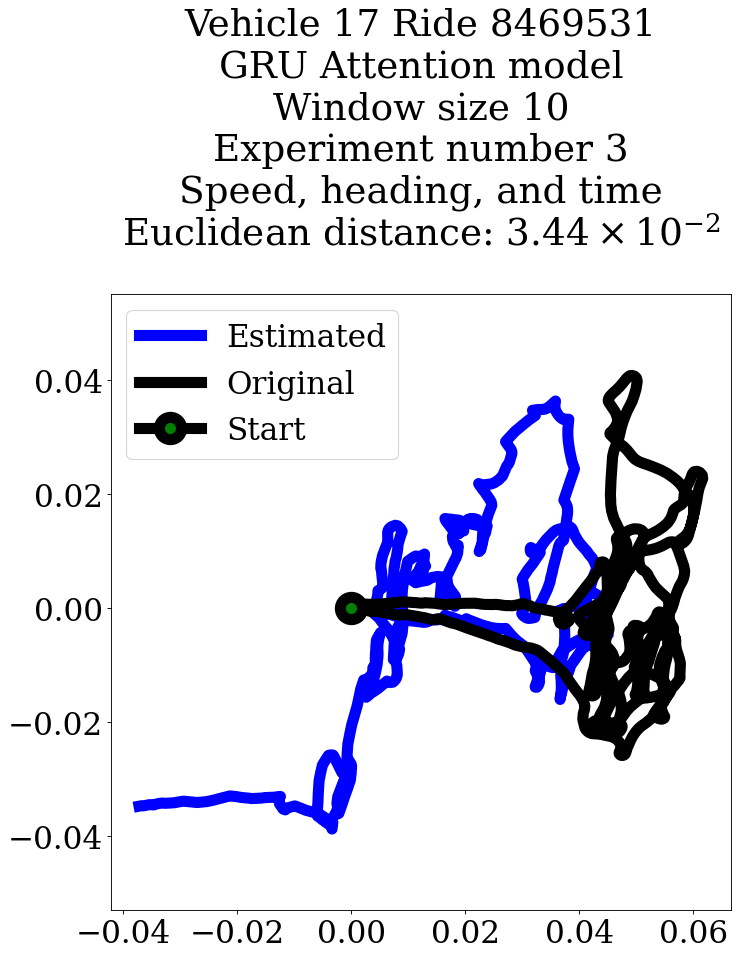 Vehicle 17 Ride 8469531
GRU Attention model
Window size 10
Experiment number 3
Speed, heading, and time
Euclidean distance: 3.44 × 10⁻²
Estimated
Original
Start
0.04
0.02
0.00
−0.02
−0.04
−0.04 −0.02 0.00 0.02 0.04 0.06